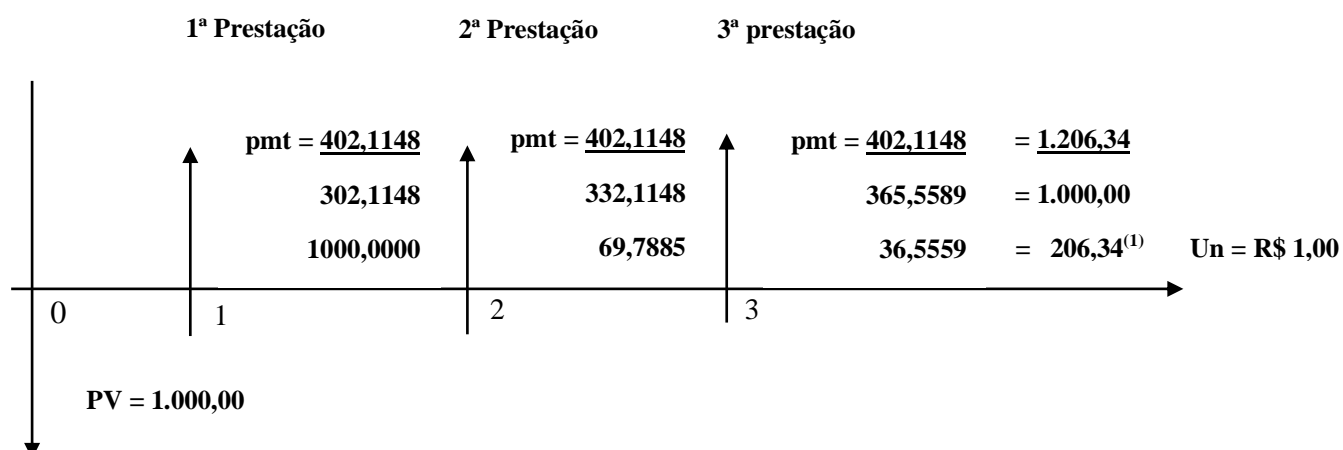 1ª Prestação 2ª Prestação 3ª prestação
pmt = 402,1148 pmt = 402,1148 pmt = 402,1148 = 1.206,34
302,1148 332,1148 365,5589 = 1.000,00
1000,0000 69,7885 36,5559 = 206,34⁽¹⁾ Un = R$ 1,00
0 1 2 3
PV = 1.000,00